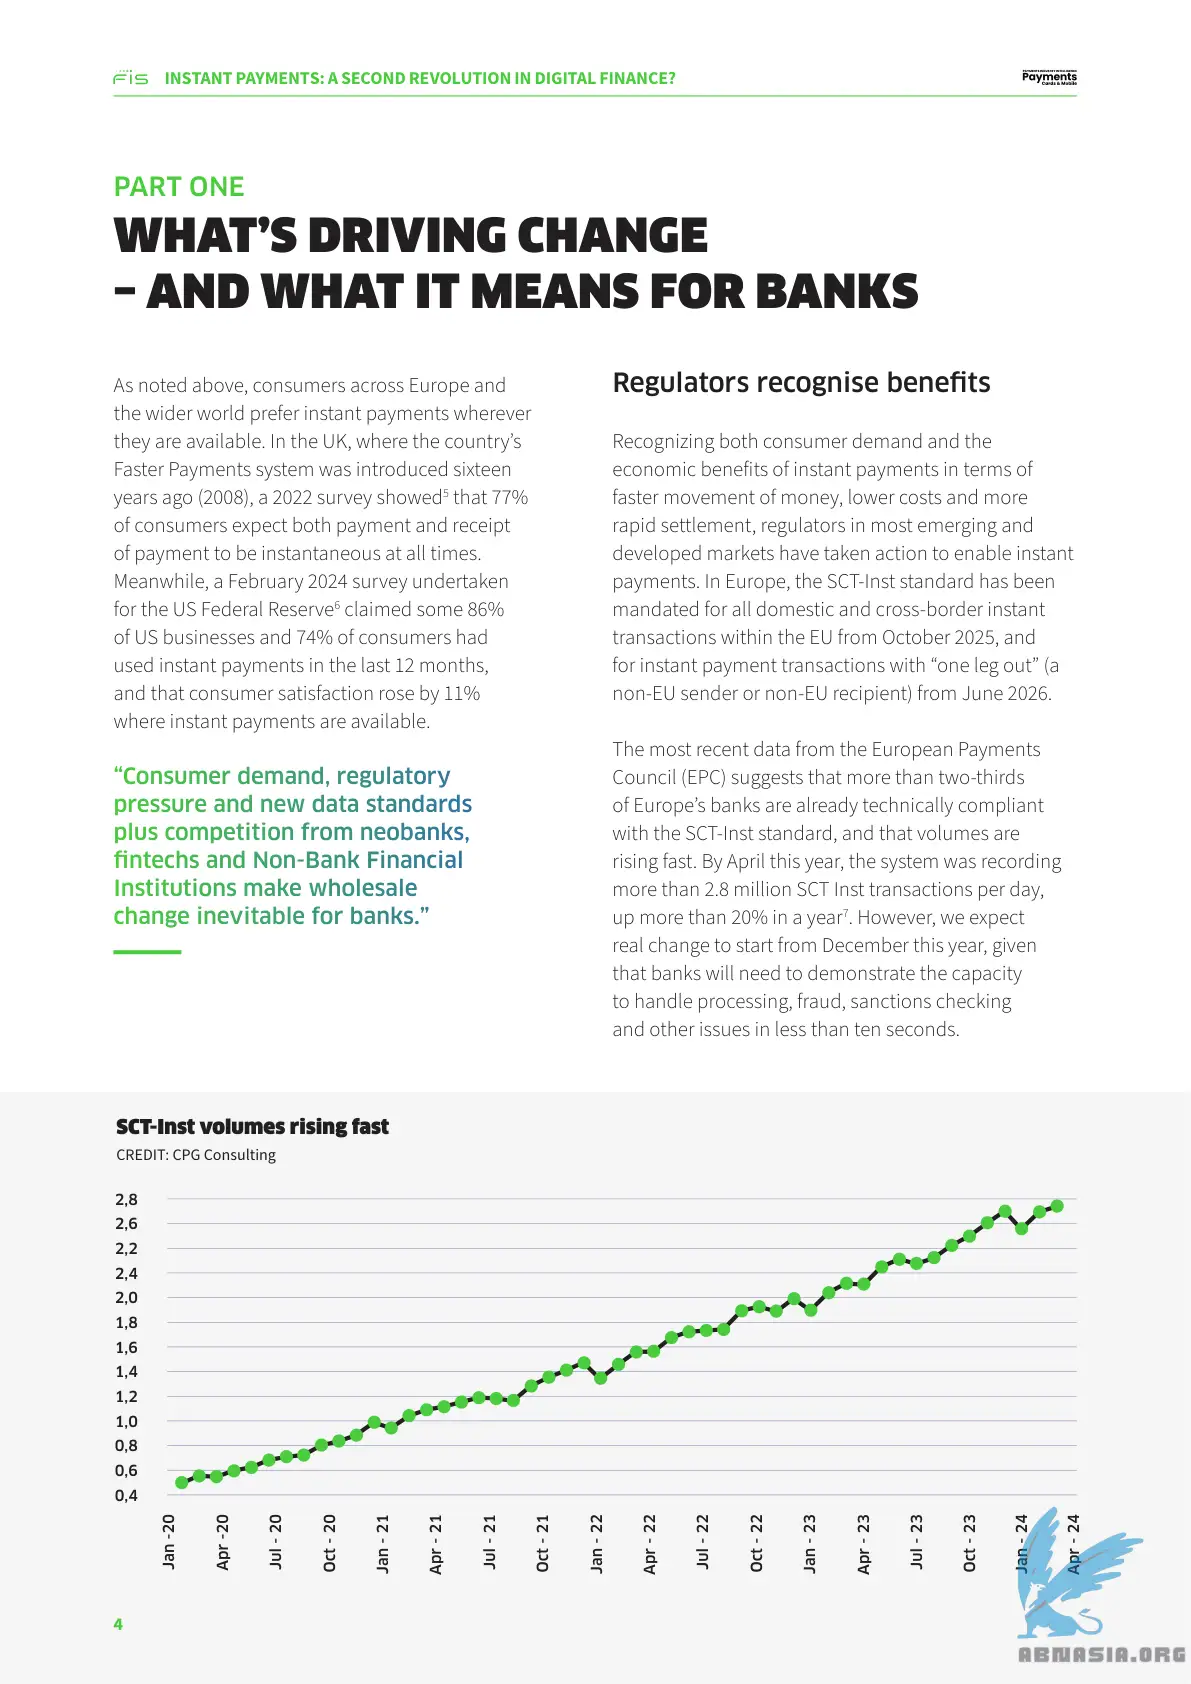 FIS INSTANT PAYMENTS: A SECOND REVOLUTION IN DIGITAL FINANCE?
Payments
Cards & Mobile
PART ONE
WHAT'S DRIVING CHANGE
– AND WHAT IT MEANS FOR BANKS
As noted above, consumers across Europe and
the wider world prefer instant payments wherever
they are available. In the UK, where the country's
Faster Payments system was introduced sixteen
years ago (2008), a 2022 survey showed⁵ that 77%
of consumers expect both payment and receipt
of payment to be instantaneous at all times.
Meanwhile, a February 2024 survey undertaken
for the US Federal Reserve⁶ claimed some 86%
of US businesses and 74% of consumers had
used instant payments in the last 12 months,
and that consumer satisfaction rose by 11%
where instant payments are available.
“Consumer demand, regulatory
pressure and new data standards
plus competition from neobanks,
fintechs and Non-Bank Financial
Institutions make wholesale
change inevitable for banks.”
Regulators recognise benefits
Recognizing both consumer demand and the
economic benefits of instant payments in terms of
faster movement of money, lower costs and more
rapid settlement, regulators in most emerging and
developed markets have taken action to enable instant
payments. In Europe, the SCT-Inst standard has been
mandated for all domestic and cross-border instant
transactions within the EU from October 2025, and
for instant payment transactions with “one leg out” (a
non-EU sender or non-EU recipient) from June 2026.
The most recent data from the European Payments
Council (EPC) suggests that more than two-thirds
of Europe's banks are already technically compliant
with the SCT-Inst standard, and that volumes are
rising fast. By April this year, the system was recording
more than 2.8 million SCT Inst transactions per day,
up more than 20% in a year⁷. However, we expect
real change to start from December this year, given
that banks will need to demonstrate the capacity
to handle processing, fraud, sanctions checking
and other issues in less than ten seconds.
SCT-Inst volumes rising fast
CREDIT: CPG Consulting
2,8
2,6
2,2
2,4
2,0
1,8
1,6
1,4
1,2
1,0
0,8
0,6
0,4
Jan -20
Apr -20
Jul - 20
Oct - 20
Jan - 21
Apr - 21
Jul - 21
Oct - 21
Jan - 22
Apr - 22
Jul - 22
Oct - 22
Jan - 23
Apr - 23
Jul - 23
Oct - 23
Jan - 24
Apr - 24
4
ABNASIA.ORG